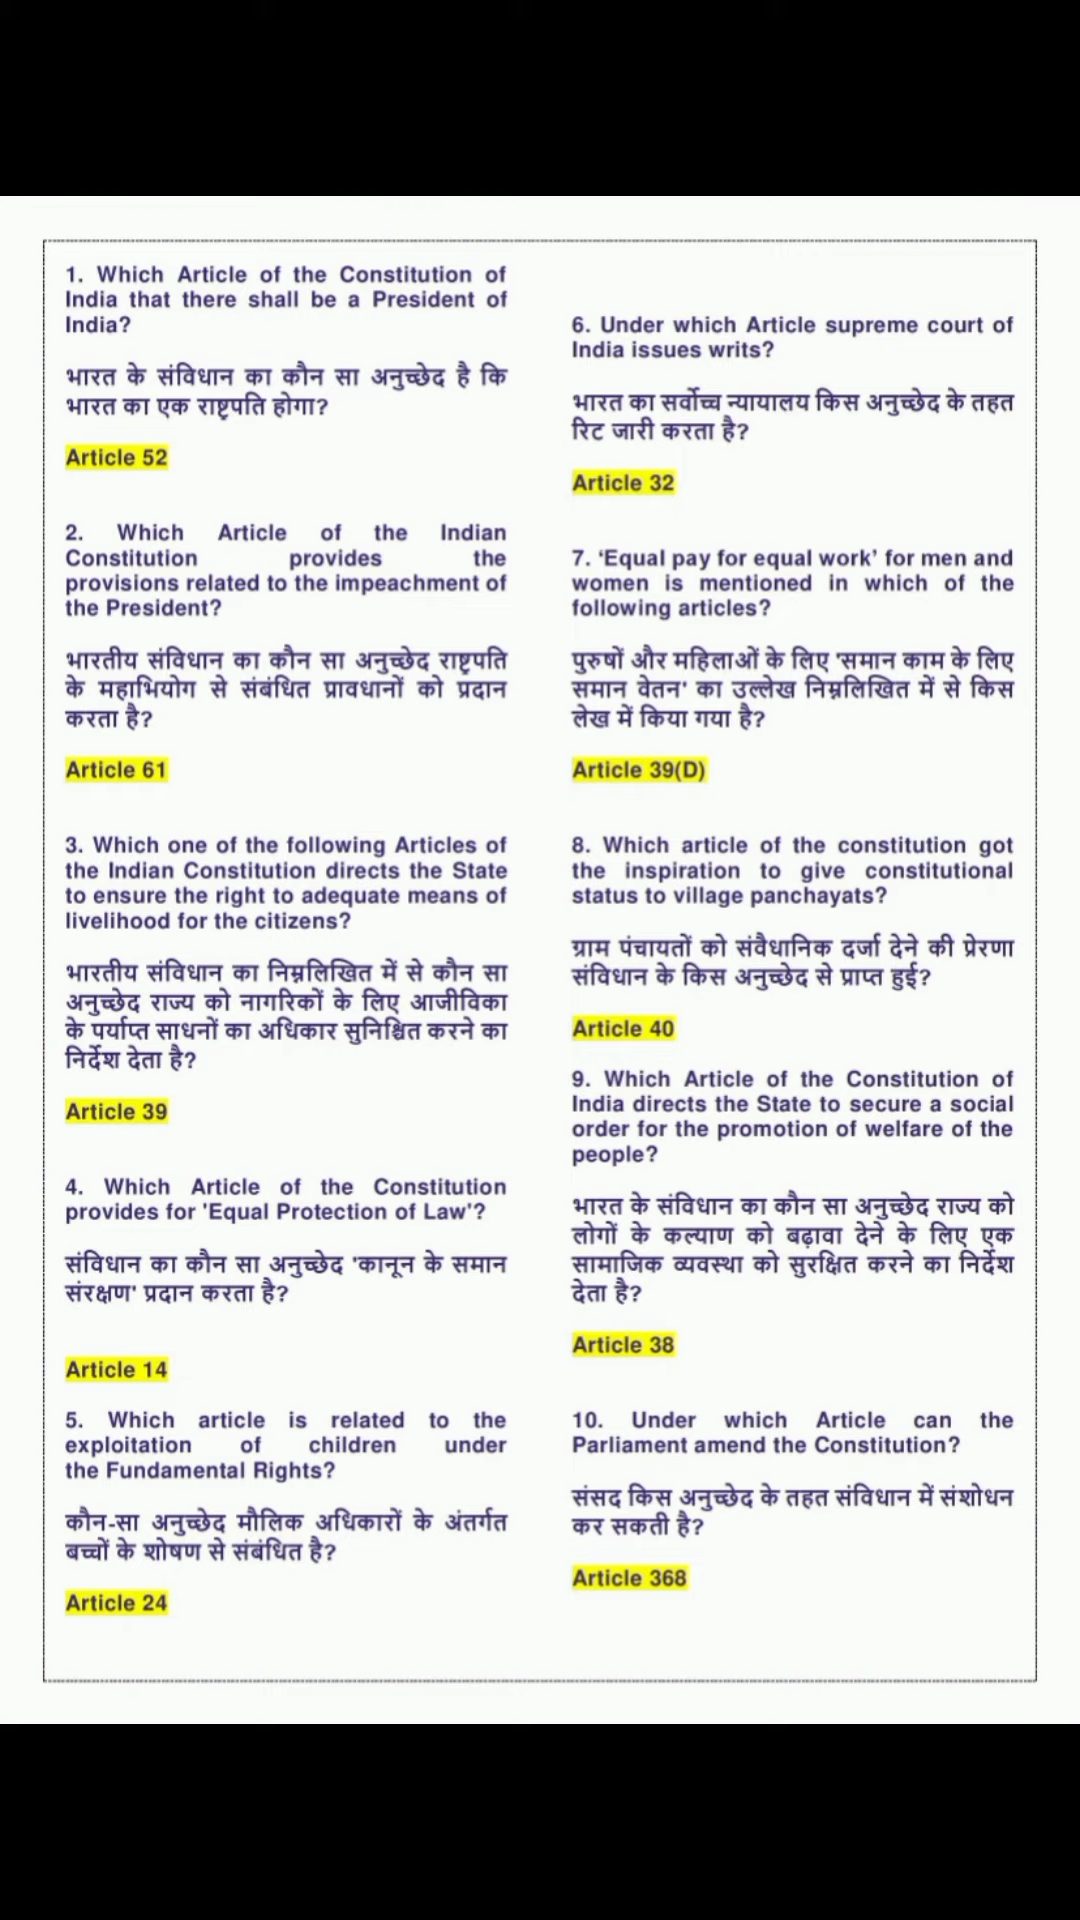 1. Which Article of the Constitution of
India that there shall be a President of
India?
भारत के संविधान का कौन सा अनुच्छेद है कि
भारत का एक राष्ट्रपति होगा?
Article 52
2. Which Article of the Indian
Constitution provides the
provisions related to the impeachment of
the President?
भारतीय संविधान का कौन सा अनुच्छेद राष्ट्रपति
के महाभियोग से संबंधित प्रावधानों को प्रदान
करता है?
Article 61
3. Which one of the following Articles of
the Indian Constitution directs the State
to ensure the right to adequate means of
livelihood for the citizens?
भारतीय संविधान का निम्नलिखित में से कौन सा
अनुच्छेद राज्य को नागरिकों के लिए आजीविका
के पर्याप्त साधनों का अधिकार सुनिश्चित करने का
निर्देश देता है?
Article 39
4. Which Article of the Constitution
provides for 'Equal Protection of Law'?
संविधान का कौन सा अनुच्छेद 'कानून के समान
संरक्षण' प्रदान करता है?
Article 14
5. Which article is related to the
exploitation of children under
the Fundamental Rights?
कौन-सा अनुच्छेद मौलिक अधिकारों के अंतर्गत
बच्चों के शोषण से संबंधित है?
Article 24
6. Under which Article supreme court of
India issues writs?
भारत का सर्वोच्च न्यायालय किस अनुच्छेद के तहत
रिट जारी करता है?
Article 32
7. ‘Equal pay for equal work’ for men and
women is mentioned in which of the
following articles?
पुरुषों और महिलाओं के लिए 'समान काम के लिए
समान वेतन' का उल्लेख निम्नलिखित में से किस
लेख में किया गया है?
Article 39(D)
8. Which article of the constitution got
the inspiration to give constitutional
status to village panchayats?
ग्राम पंचायतों को संवैधानिक दर्जा देने की प्रेरणा
संविधान के किस अनुच्छेद से प्राप्त हुई?
Article 40
9. Which Article of the Constitution of
India directs the State to secure a social
order for the promotion of welfare of the
people?
भारत के संविधान का कौन सा अनुच्छेद राज्य को
लोगों के कल्याण को बढ़ावा देने के लिए एक
सामाजिक व्यवस्था को सुरक्षित करने का निर्देश
देता है?
Article 38
10. Under which Article can the
Parliament amend the Constitution?
संसद किस अनुच्छेद के तहत संविधान में संशोधन
कर सकती है?
Article 368